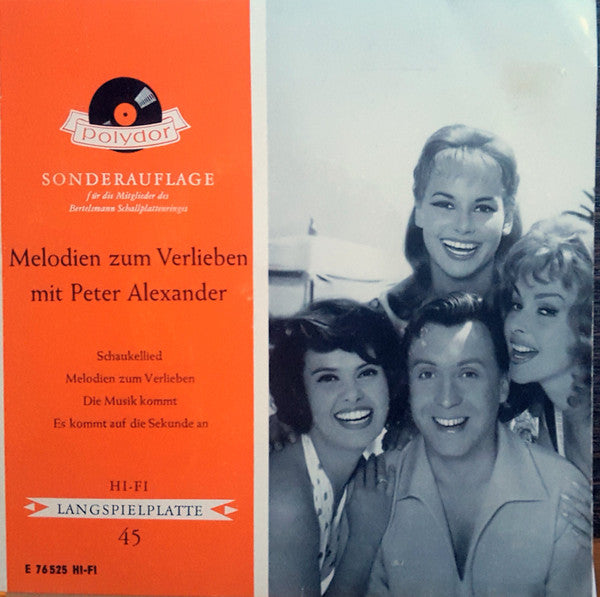 Polydor
SONDERAUFLAGE
für die Mitglieder des
Bertelsmann Schallplattenringes
Melodien zum Verlieben
mit Peter Alexander
Schaukellied
Melodien zum Verlieben
Die Musik kommt
Es kommt auf die Sekunde an
HI-FI
LANGSPIELPLATTE
45
E 76525 HI-FI